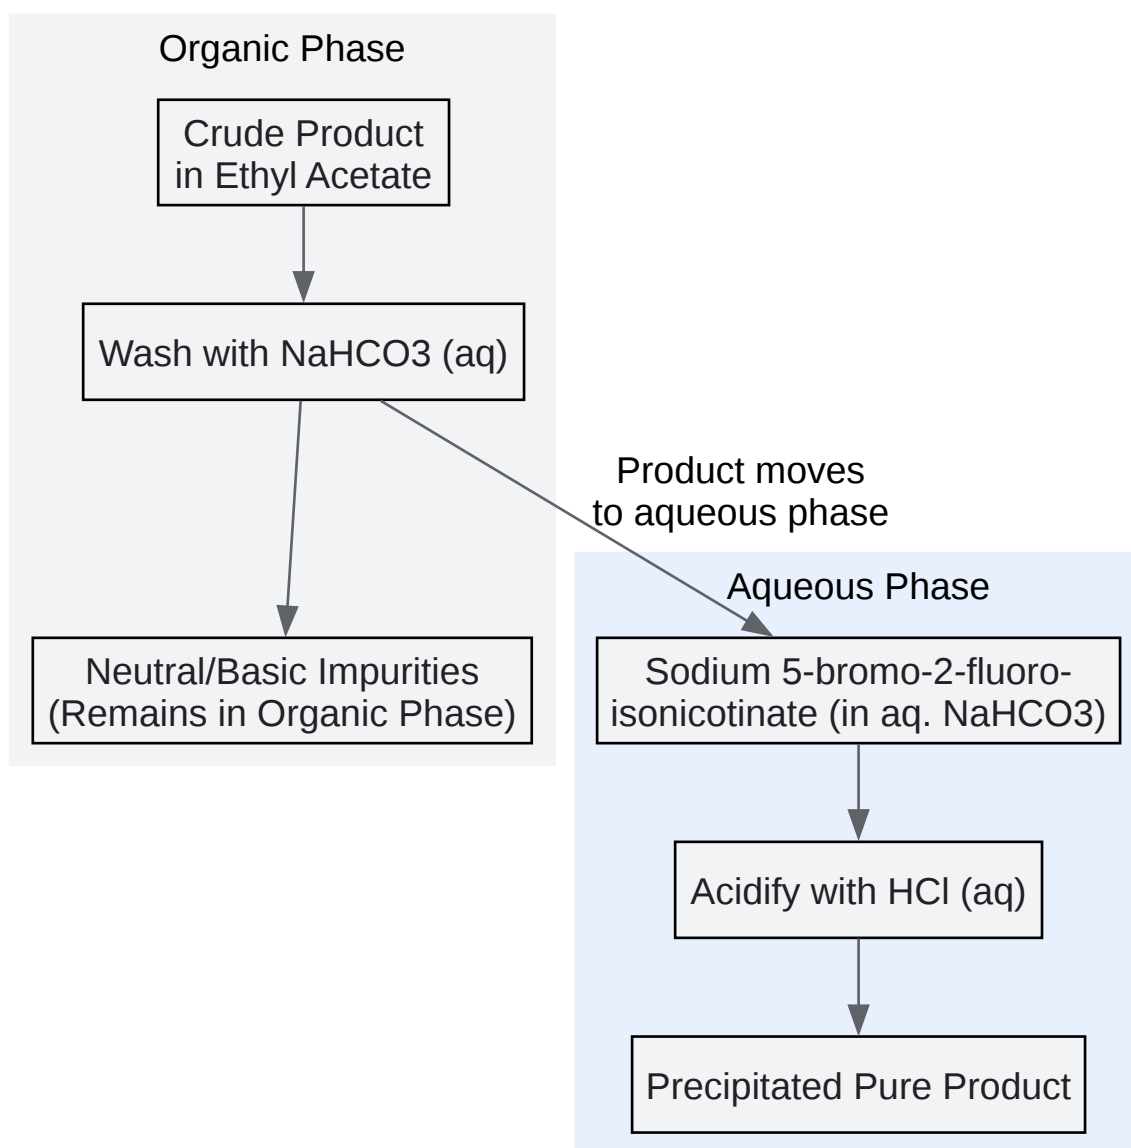 Organic Phase
Crude Product
in Ethyl Acetate
Wash with NaHCO3 (aq)
Product moves
to aqueous phase
Neutral/Basic Impurities
(Remains in Organic Phase)
Aqueous Phase
Sodium 5-bromo-2-fluoro-
isonicotinate (in aq. NaHCO3)
Acidify with HCl (aq)
Precipitated Pure Product